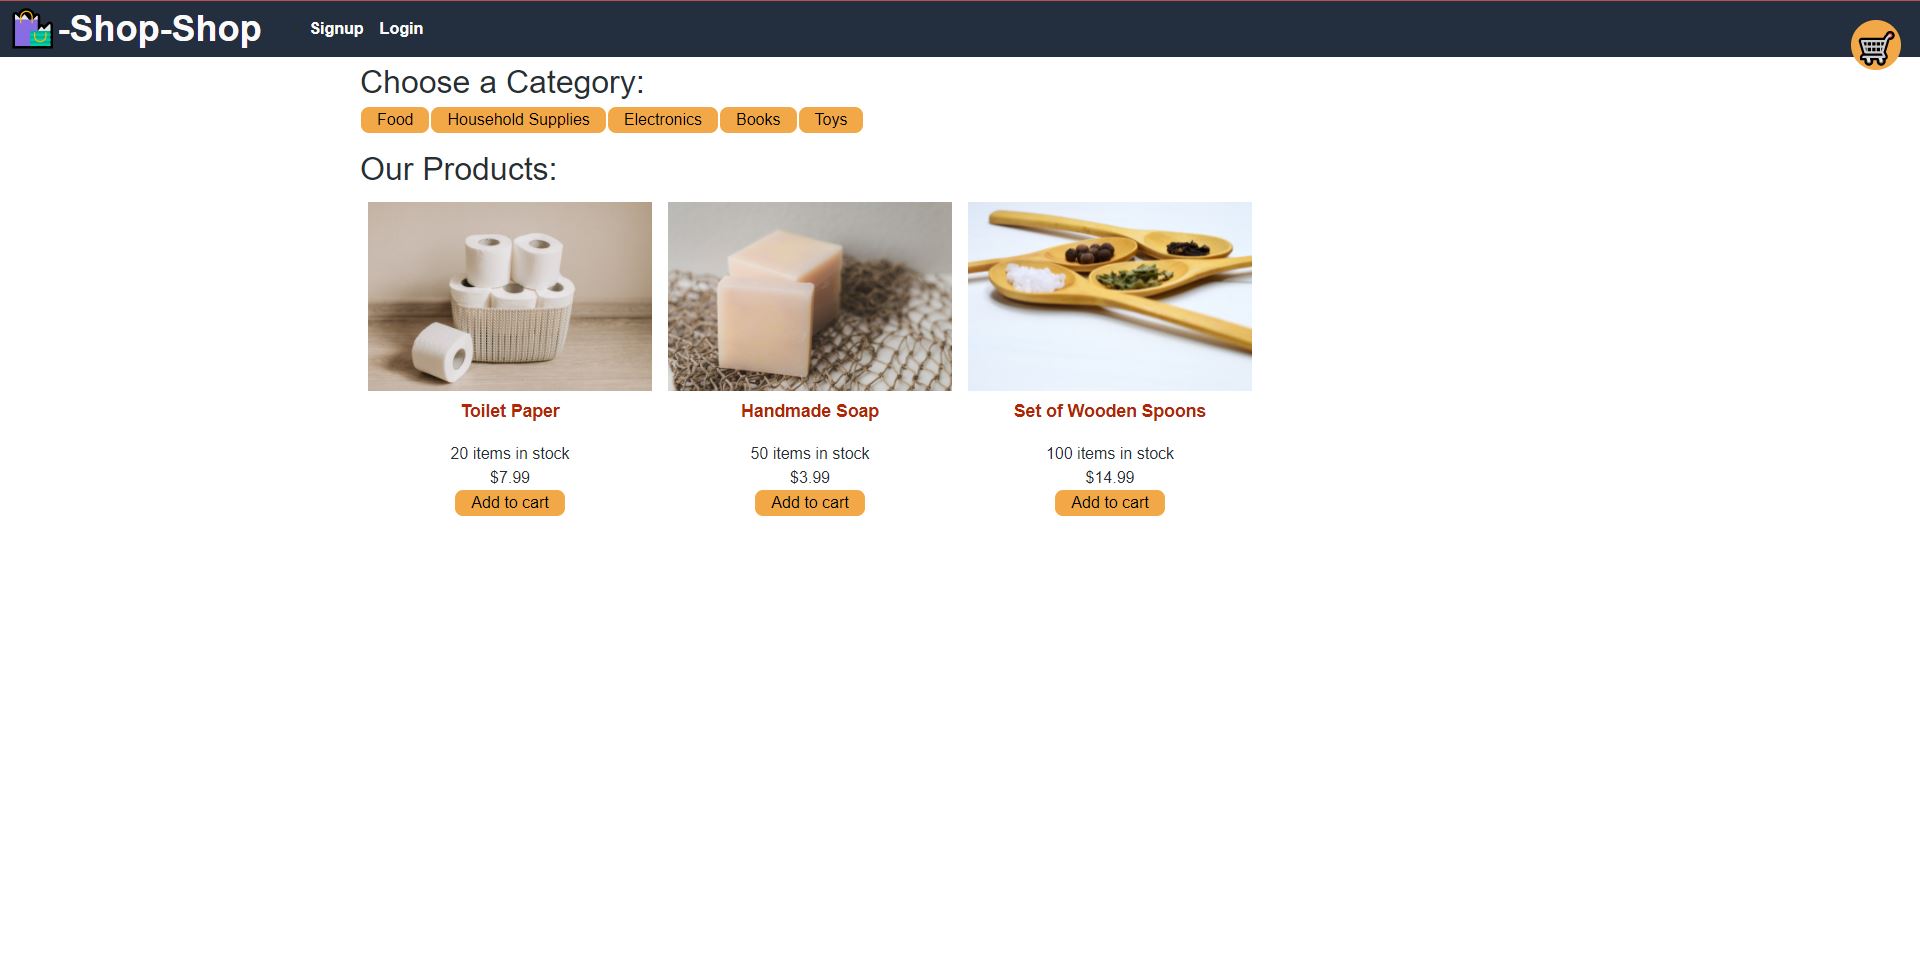 -Shop-Shop Signup Login
Choose a Category:
Food Household Supplies Electronics Books Toys
Our Products:
Toilet Paper
20 items in stock
$7.99
Add to cart
Handmade Soap
50 items in stock
$3.99
Add to cart
Set of Wooden Spoons
100 items in stock
$14.99
Add to cart